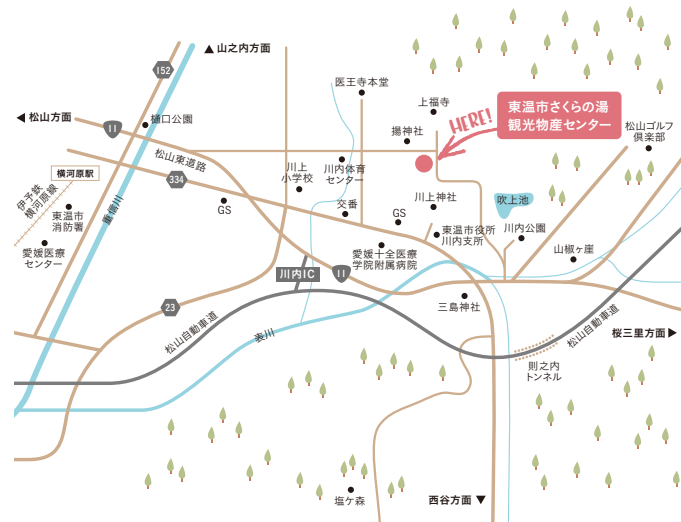 152
▲山之内方面
医王寺本堂
上福寺
HERE!
東温市さくらの湯
観光物産センター
◀松山方面
11
樋口公園
揚神社
松山ゴルフ
倶楽部
松山東道路
川上
小学校
川内体育
センター
横河原駅
334
伊予鉄
横河原線
東温市
消防署
重信川
GS
交番
GS
川上神社
吹上池
東温市役所
川内支所
川内公園
愛媛医療
センター
愛媛十全医療
学院附属病院
山椒ヶ崖
川内IC
11
23
三島神社
松山自動車道
表川
松山自動車道
桜三里方面▶
則之内
トンネル
塩ケ森
西谷方面▼